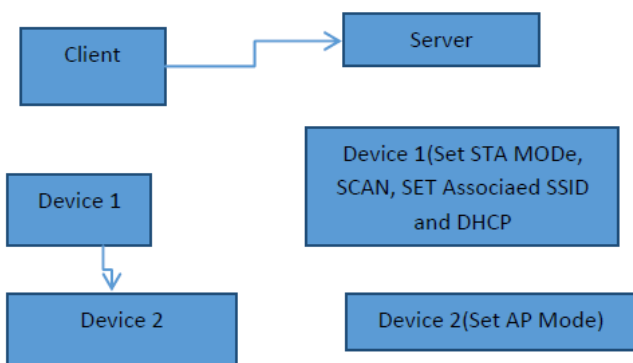 Client
Server
Device 1(Set STA MODe,
SCAN, SET Associaed SSID
and DHCP
Device 1
Device 2
Device 2(Set AP Mode)